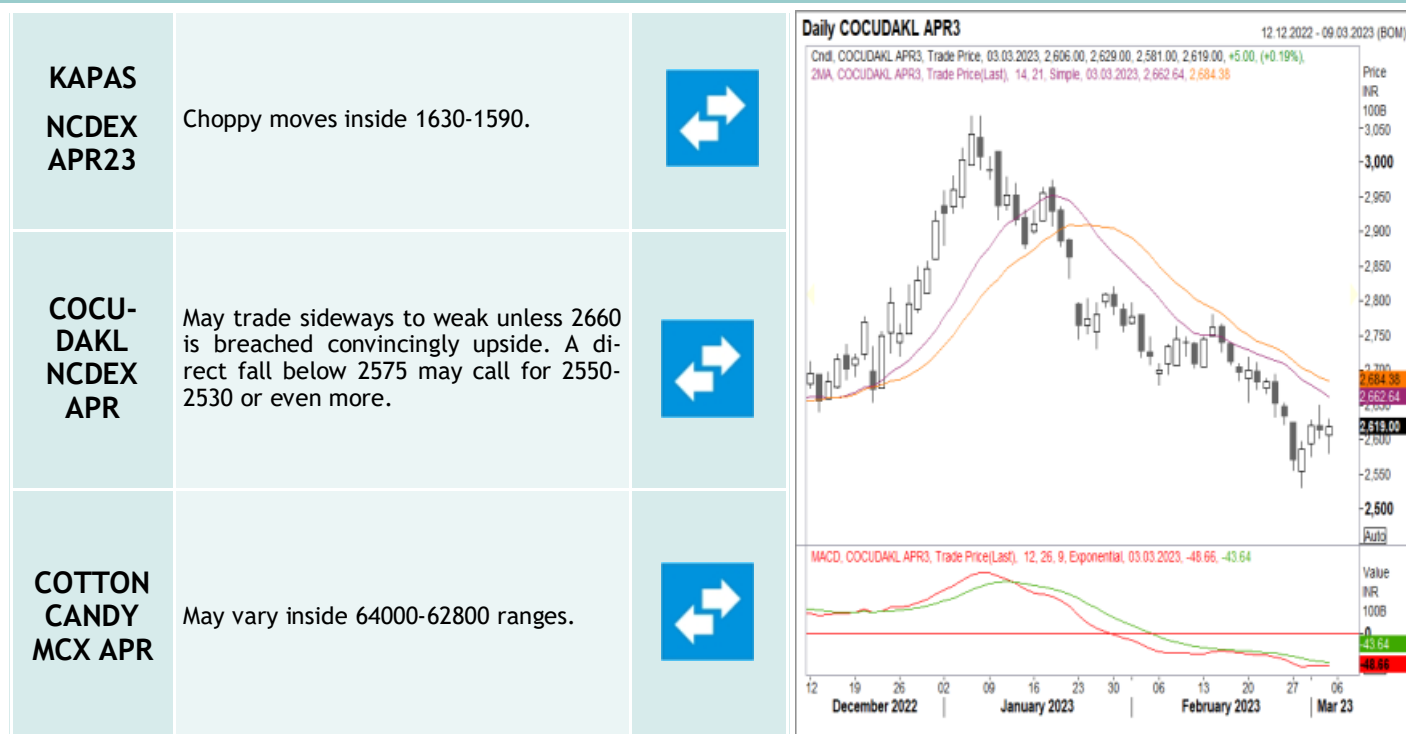 KAPAS
NCDEX
APR23
Choppy moves inside 1630-1590.
COCU-
DAKL
NCDEX
APR
May trade sideways to weak unless 2660
is breached convincingly upside. A di-
rect fall below 2575 may call for 2550-
2530 or even more.
COTTON
CANDY
MCX APR
May vary inside 64000-62800 ranges.
Daily COCUDAKL APR3
12.12.2022 - 09.03.2023 (BOM)
Cndl, COCUDAKL APR3, Trade Price, 03.03.2023, 2,606.00, 2,629.00, 2,581.00, 2,619.00, +5.00, (+0.19%),
2MA, COCUDAKL APR3, Trade Price(Last), 14, 21, Simple, 03.03.2023, 2,662.64, 2,684.38
Price
INR
100B
3,050
3,000
2,950
2,900
2,850
2,800
2,750
2,700
2,684.38
2,662.64
2,650
2,619.00
2,600
2,550
2,500
Auto
MACD, COCUDAKL APR3, Trade Price(Last), 12, 26, 9, Exponential, 03.03.2023, -48.66, -43.64
Value
INR
100B
0
-43.64
-48.66
12 19 26 02 09 16 23 30 06 13 20 27 06
December 2022 January 2023 February 2023 Mar 23